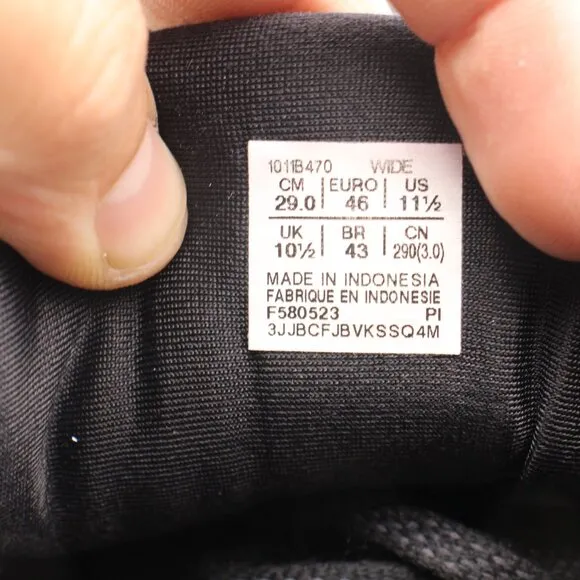 1011B470 WIDE
CM EURO US
29.0 46 11½
UK BR CN
10½ 43 290(3.0)
MADE IN INDONESIA
FABRIQUE EN INDONESIE
F580523 PI
3JJBCFJBVKSSQ4M